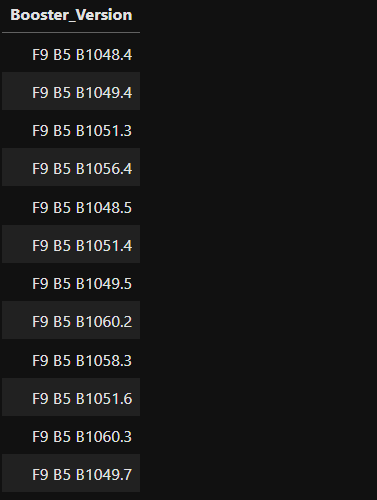 Booster_Version
F9 B5 B1048.4
F9 B5 B1049.4
F9 B5 B1051.3
F9 B5 B1056.4
F9 B5 B1048.5
F9 B5 B1051.4
F9 B5 B1049.5
F9 B5 B1060.2
F9 B5 B1058.3
F9 B5 B1051.6
F9 B5 B1060.3
F9 B5 B1049.7